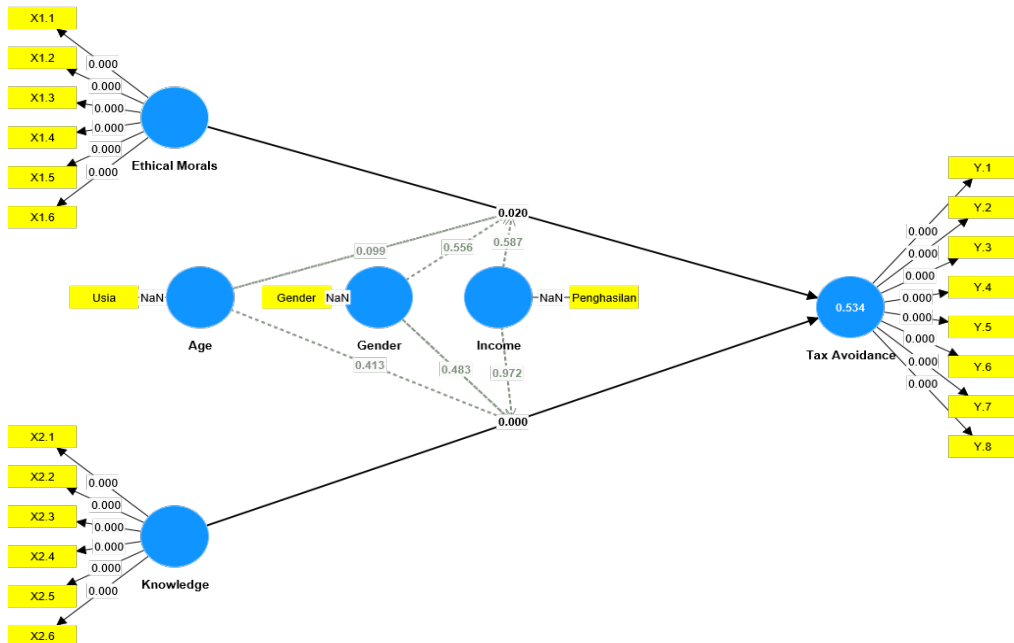 X1.1
X1.2
X1.3
X1.4
X1.5
X1.6
0.000
0.000
0.000
0.000
0.000
0.000
Ethical Morals
0.020
0.099
0.556
0.587
Usia
NaN
Age
Gender
NaN
Gender
Income
NaN
Penghasilan
0.413
0.483
0.972
0.000
X2.1
X2.2
X2.3
X2.4
X2.5
X2.6
0.000
0.000
0.000
0.000
0.000
0.000
Knowledge
0.534
Tax Avoidance
0.000
0.000
0.000
0.000
0.000
0.000
0.000
0.000
Y.1
Y.2
Y.3
Y.4
Y.5
Y.6
Y.7
Y.8